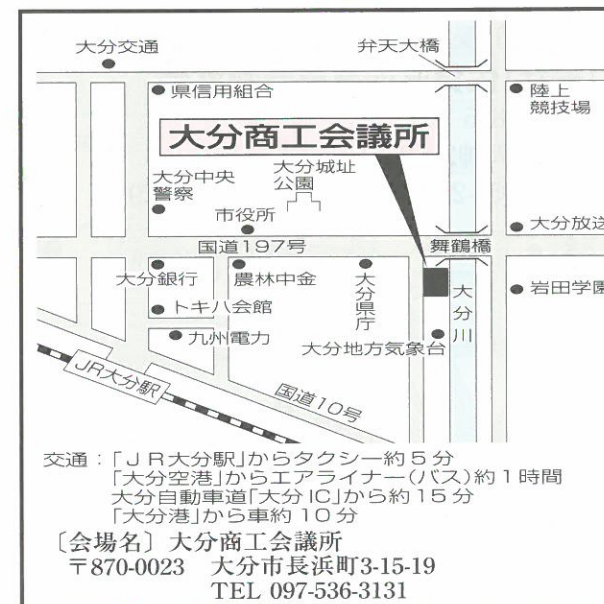 大分交通
弁天大橋
県信用組合
陸上
競技場
大分商工会議所
大分中央
警察
大分城址
公園
市役所
大分放送
国道197号
舞鶴橋
大分銀行
農林中金
大分県庁
大分川
岩田学園
トキハ会館
九州電力
大分地方気象台
JR大分駅
国道10号
交通:「JR大分駅」からタクシー約5分
「大分空港」からエアライナー(バス)約1時間
大分自動車道「大分IC」から約15分
「大分港」から車約10分
〔会場名〕大分商工会議所
〒870-0023 大分市長浜町3-15-19
TEL 097-536-3131